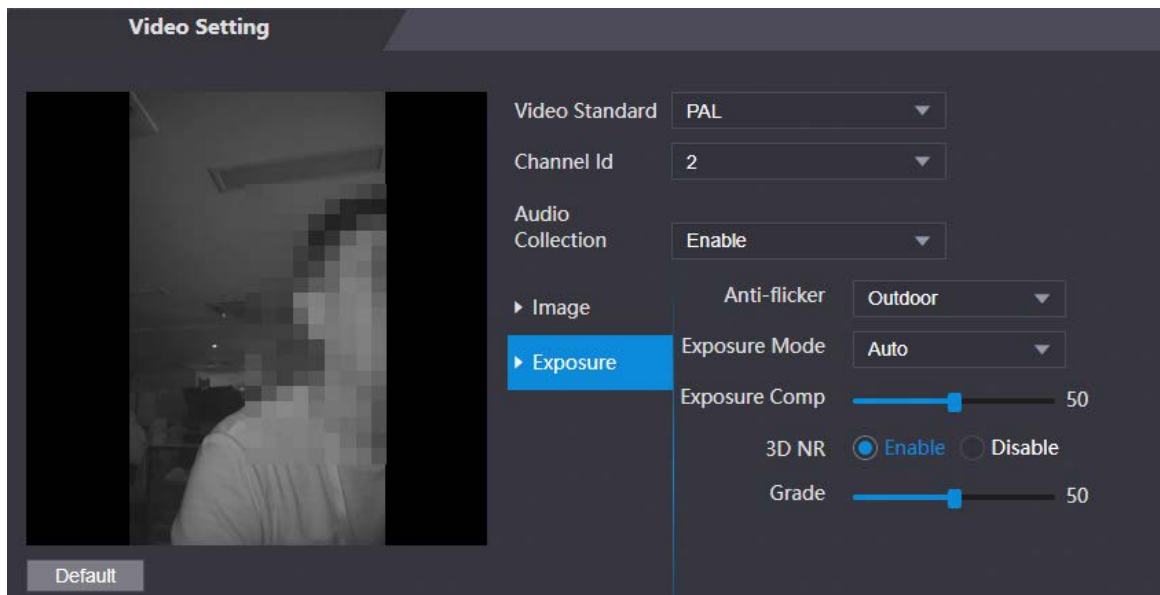 Video Setting
Video Standard PAL
Channel Id 2
Audio
Collection Enable
Image
Exposure
Anti-flicker Outdoor
Exposure Mode Auto
Exposure Comp 50
3D NR Enable Disable
Grade 50
Default